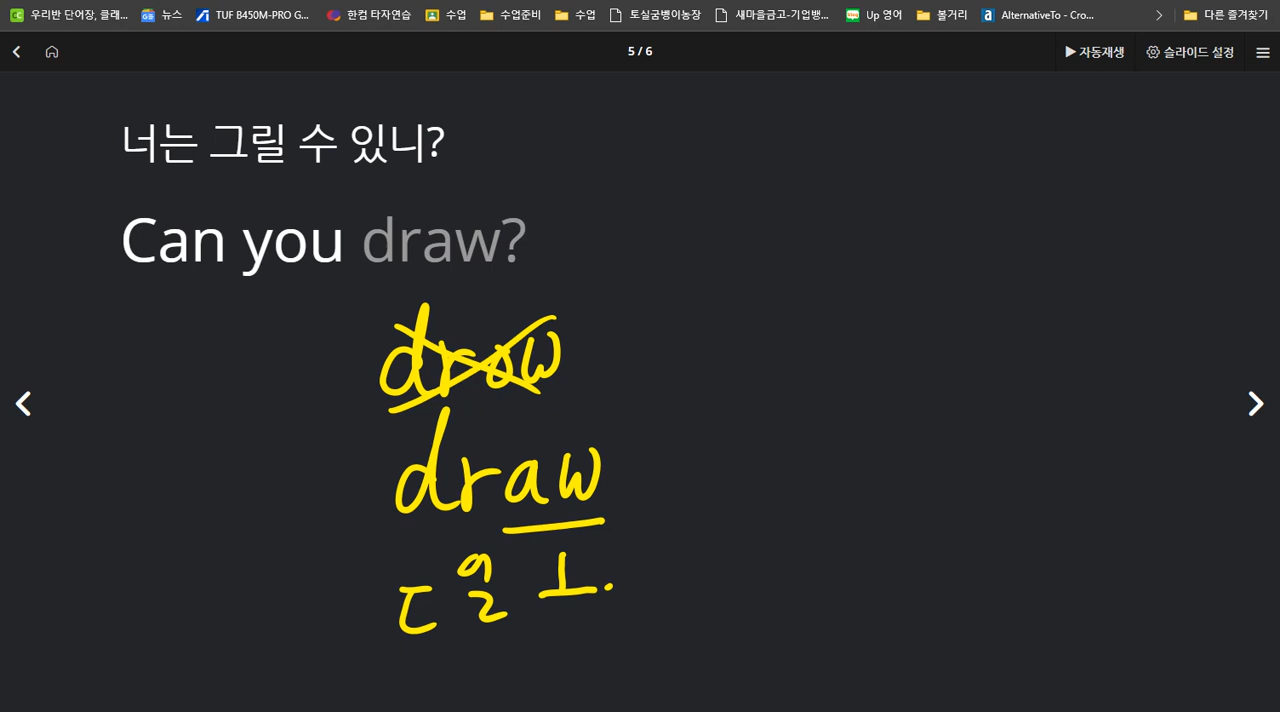 우리반 단어장, 클래... 뉴스 TUF B450M-PRO G... 한컴 타자연습 수업 수업준비 수업 토실굼벵이농장 새마을금고-기업뱅... Up 영어 볼거리 AlternativeTo - Cro... 다른 즐겨찾기
5 / 6 자동재생 슬라이드 설정
너는 그릴 수 있니?
Can you draw?
drow
draw
ㄷ 얼 ㅗ.